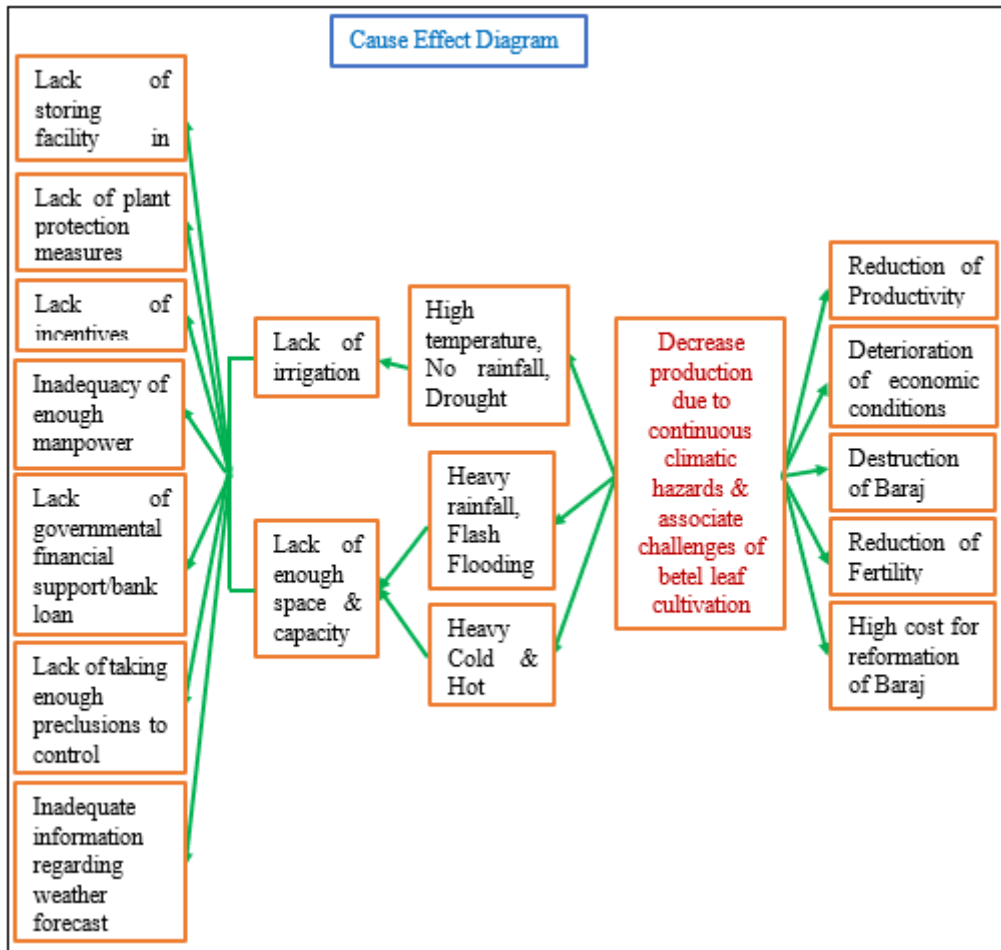 Cause Effect Diagram
Lack of
storing
facility in
Lack of plant
protection
measures
Lack of
incentives
Inadequacy of
enough
manpower
Lack of
governmental
financial
support/bank
loan
Lack of taking
enough
preclusions to
control
Inadequate
information
regarding
weather
forecast
Lack of
irrigation
Lack of
enough
space &
capacity
High
temperature,
No rainfall,
Drought
Heavy
rainfall,
Flash
Flooding
Heavy
Cold &
Hot
Decrease
production
due to
continuous
climatic
hazards &
associate
challenges of
betel leaf
cultivation
Reduction of
Productivity
Deterioration
of economic
conditions
Destruction
of Baraj
Reduction of
Fertility
High cost for
reformation
of Baraj